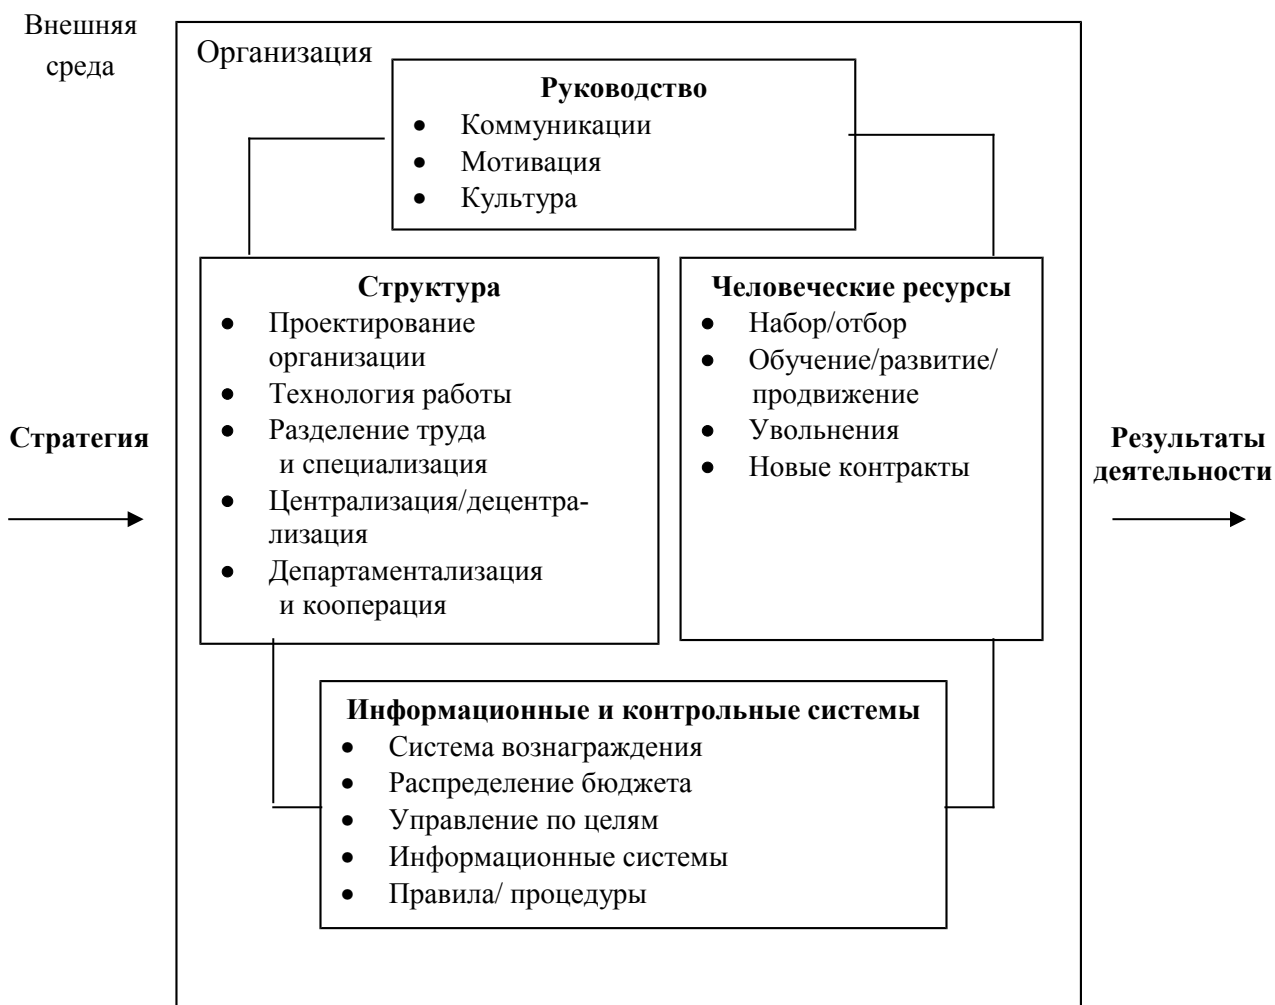 Внешняя
среда
Организация
Руководство
• Коммуникации
• Мотивация
• Культура
Структура
• Проектирование
организации
• Технология работы
• Разделение труда
и специализация
• Централизация/децентра-
лизация
• Департаментализация
и кооперация
Человеческие ресурсы
• Набор/отбор
• Обучение/развитие/
продвижение
• Увольнения
• Новые контракты
Стратегия
Результаты
деятельности
Информационные и контрольные системы
• Система вознаграждения
• Распределение бюджета
• Управление по целям
• Информационные системы
• Правила/ процедуры